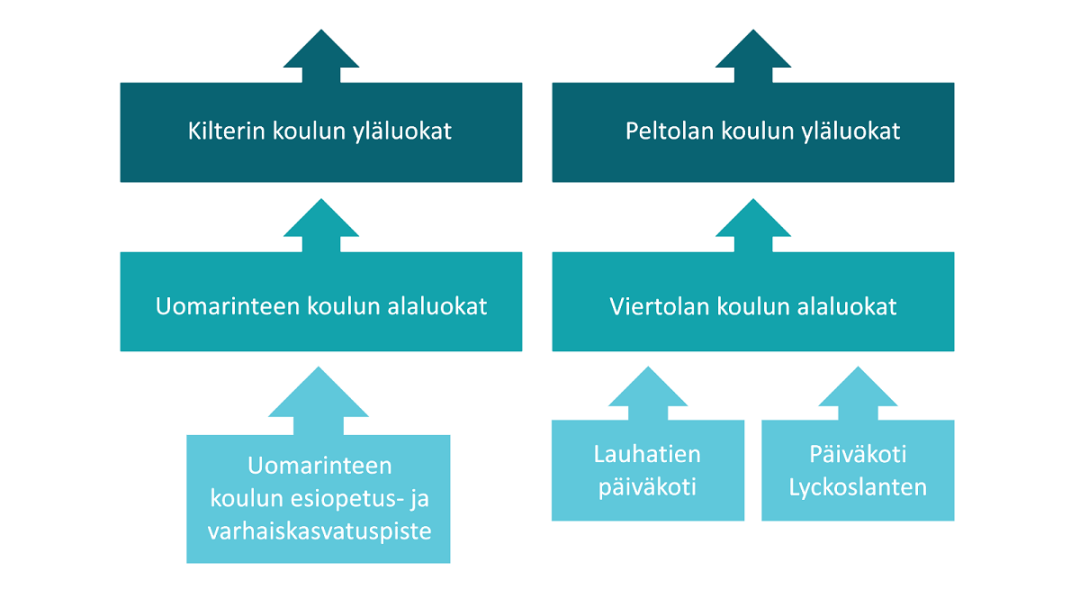 Kilterin koulun yläluokat
Peltolan koulun yläluokat
Uomarinteen koulun alaluokat
Viertolan koulun alaluokat
Uomarinteen
koulun esiopetus- ja
varhaiskasvatuspiste
Lauhatien
päiväkoti
Päiväkoti
Lyckoslanten